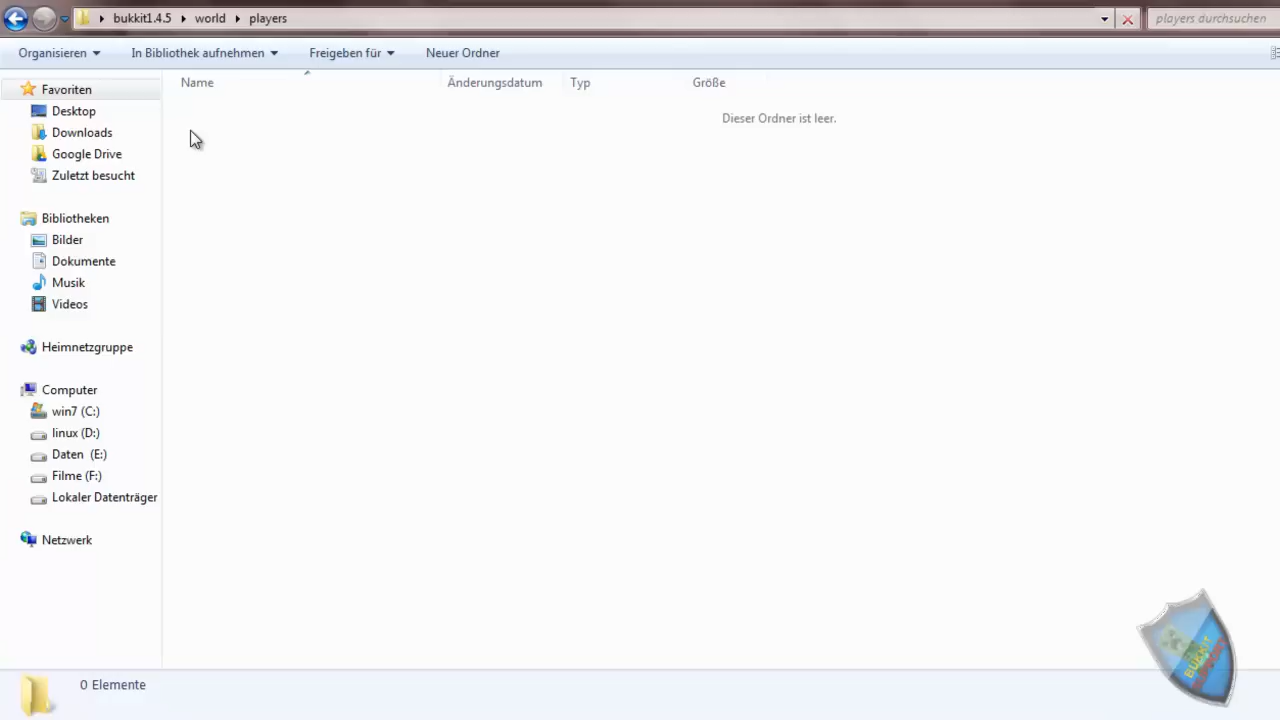 bukkit1.4.5 world players
players durchsuchen
Organisieren In Bibliothek aufnehmen Freigeben für Neuer Ordner
Name Änderungsdatum Typ Größe
Dieser Ordner ist leer.
Favoriten
Desktop
Downloads
Google Drive
Zuletzt besucht
Bibliotheken
Bilder
Dokumente
Musik
Videos
Heimnetzgruppe
Computer
win7 (C:)
linux (D:)
Daten (E:)
Filme (F:)
Lokaler Datenträger
Netzwerk
0 Elemente
BUKKIT